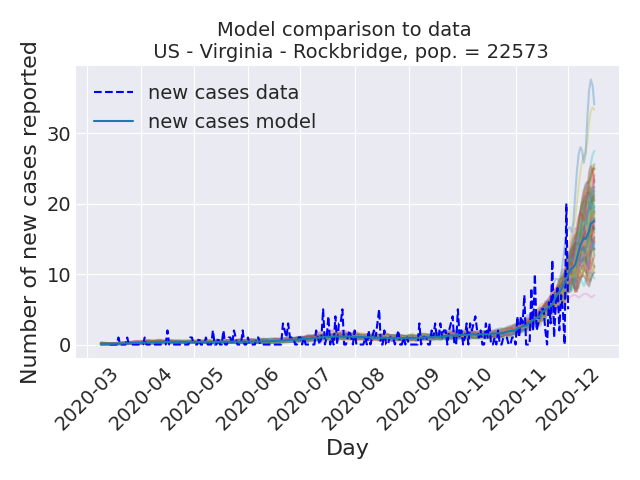 Model comparison to data
US - Virginia - Rockbridge, pop. = 22573
Number of new cases reported
30
20
10
0
new cases data
new cases model
2020-03
2020-04
2020-05
2020-06
2020-07
2020-08
2020-09
2020-10
2020-11
2020-12
Day